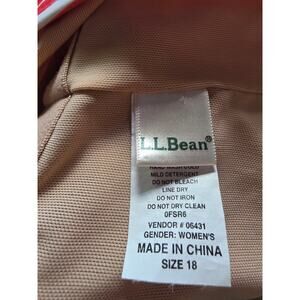 L.L.Bean®
HAND WASH COLD
MILD DETERGENT
DO NOT BLEACH
LINE DRY
DO NOT IRON
DO NOT DRY CLEAN
0FSR6
VENDOR # 06431
GENDER: WOMEN'S
MADE IN CHINA
SIZE 18